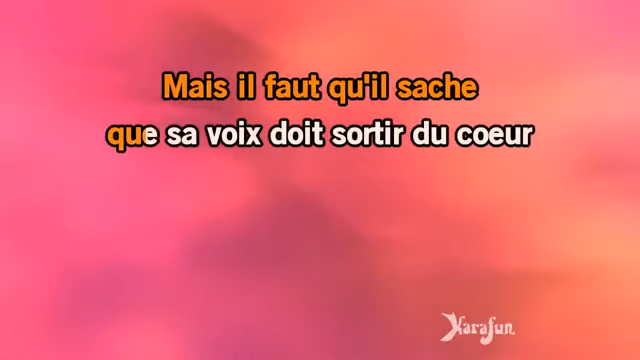 Mais il faut qu'il sache
que sa voix doit sortir du coeur
Karafun